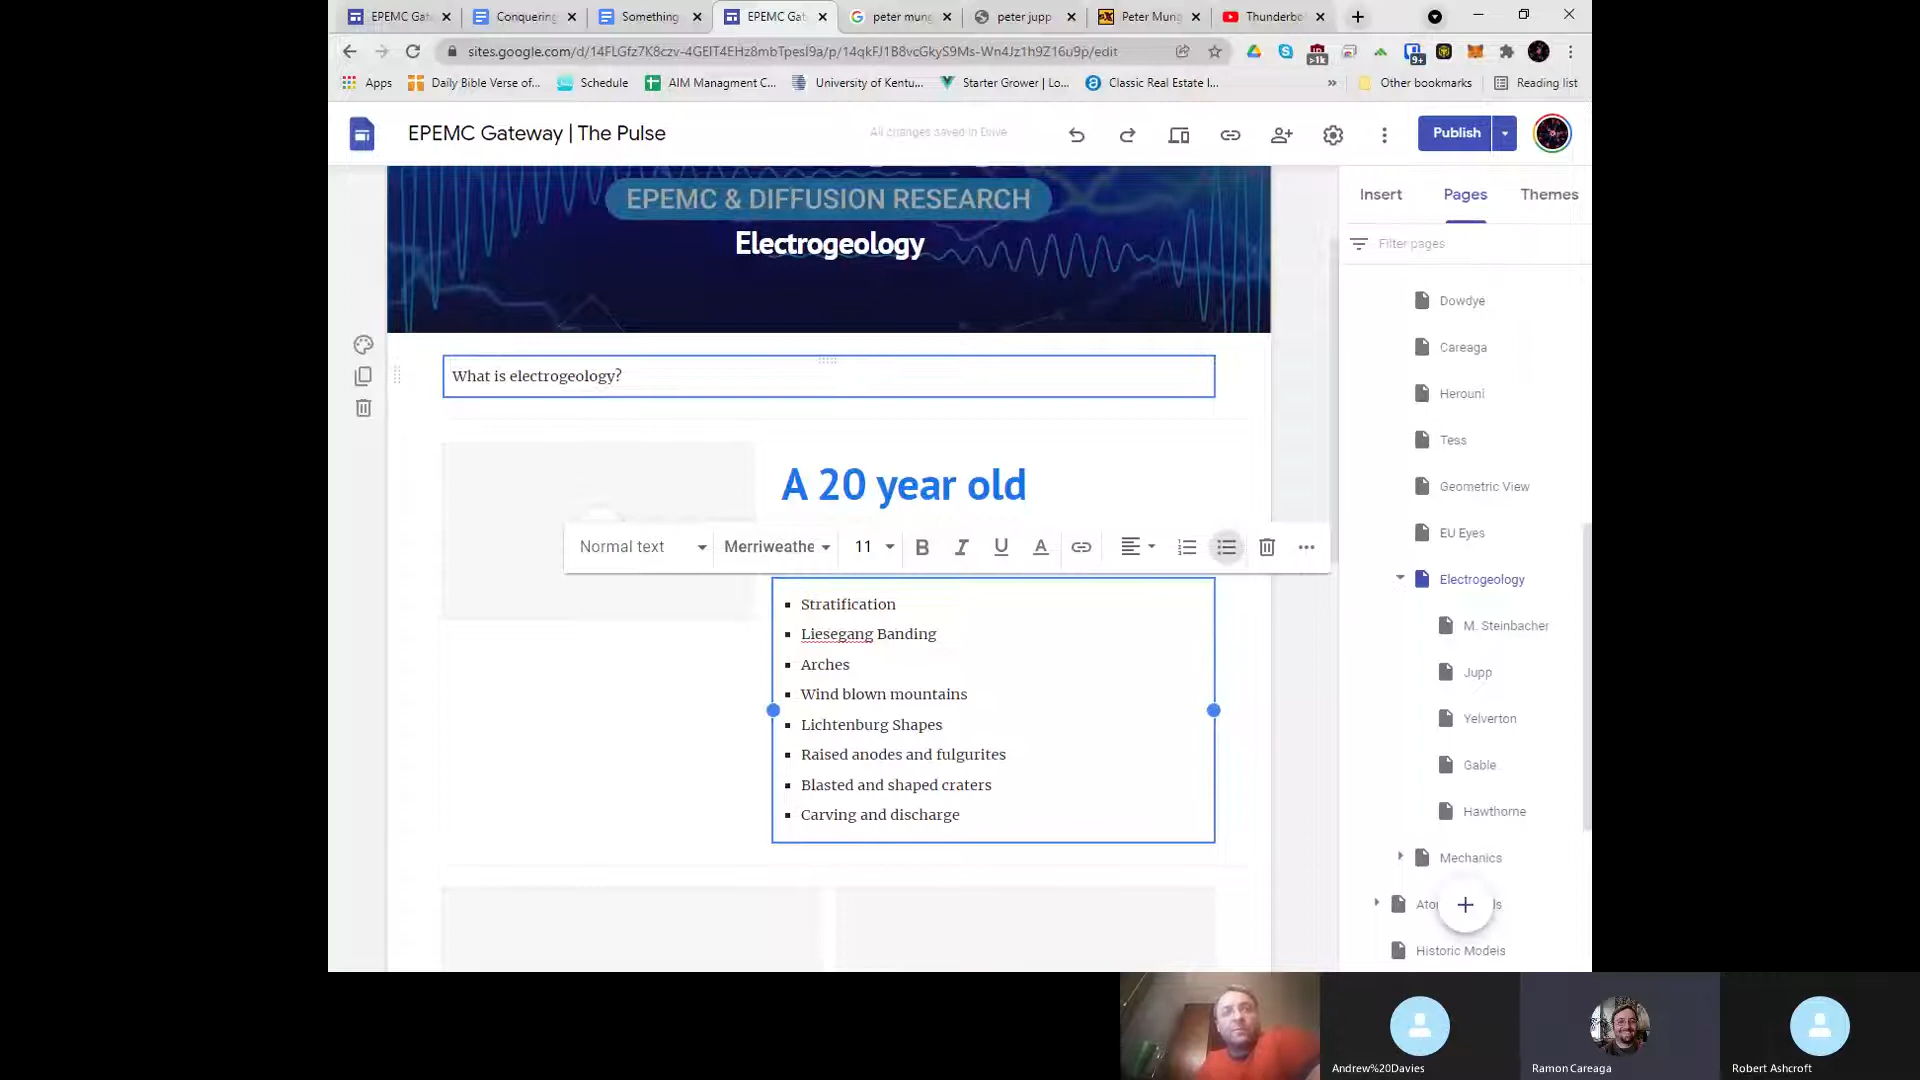 EPEMC Gat
Conquering
Something
EPEMC Gat
peter mung
peter jupp
Peter Mung
Thunderbo
sites.google.com/d/14FLGfz7K8czv-4GEIT4EHz8mbTpesI9a/p/14qkFJ1B8vcGkyS9Ms-Wn4Jz1h9Z16u9p/edit
>1k
9+
Apps
Daily Bible Verse of...
Schedule
AIM Managment C...
University of Kentu...
Starter Grower | Lo...
Classic Real Estate I...
»
Other bookmarks
Reading list
EPEMC Gateway | The Pulse
All changes saved in Drive
Publish
EPEMC & DIFFUSION RESEARCH
Electrogeology
What is electrogeology?
A 20 year old
Normal text
Merriweathe
11
B I U A
Stratification
Liesegang Banding
Arches
Wind blown mountains
Lichtenburg Shapes
Raised anodes and fulgurites
Blasted and shaped craters
Carving and discharge
Insert
Pages
Themes
Filter pages
Dowdye
Careaga
Herouni
Tess
Geometric View
EU Eyes
Electrogeology
M. Steinbacher
Jupp
Yelverton
Gable
Hawthorne
Mechanics
Historic Models
Andrew%20Davies
Ramon Careaga
Robert Ashcroft